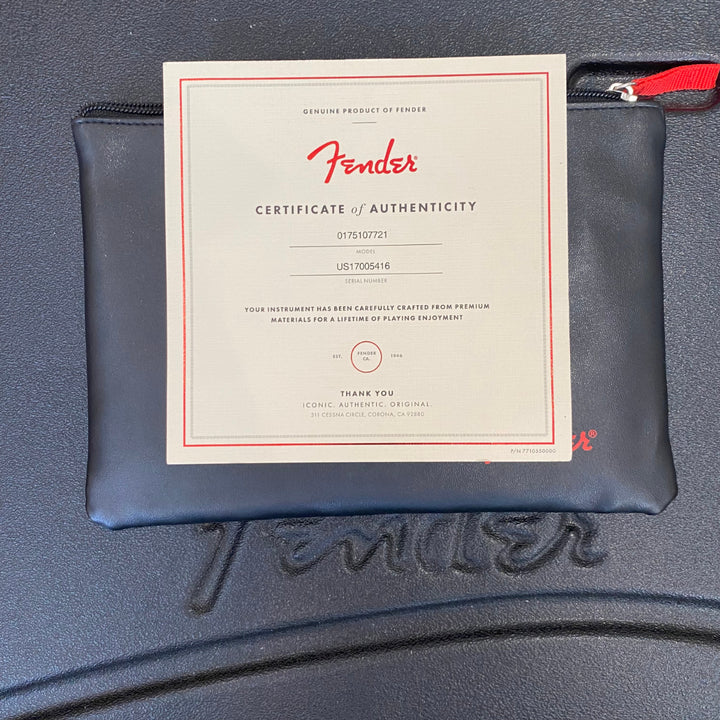 GENUINE PRODUCT OF FENDER
Fender®
CERTIFICATE of AUTHENTICITY
0175107721
MODEL
US17005416
SERIAL NUMBER
YOUR INSTRUMENT HAS BEEN CAREFULLY CRAFTED FROM PREMIUM
MATERIALS FOR A LIFETIME OF PLAYING ENJOYMENT
EST. FENDER CA. 1946
THANK YOU
ICONIC. AUTHENTIC. ORIGINAL.
311 CESSNA CIRCLE, CORONA, CA 92880
P/N 7710650000
Fender